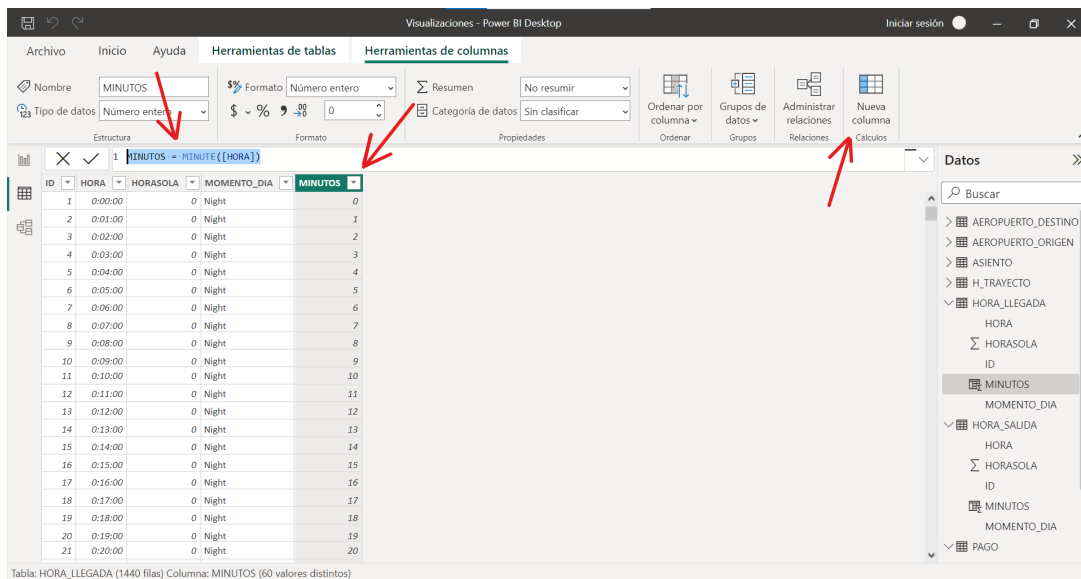 Visualizaciones - Power BI Desktop
Iniciar sesión
Archivo Inicio Ayuda Herramientas de tablas Herramientas de columnas
Nombre MINUTOS
$% Formato Número entero
Resumen No resumir
Tipo de datos Número entero
$ % 9 .00 0
Categoría de datos Sin clasificar
Ordenar por columna
Grupos de datos
Administrar relaciones
Nueva columna
Estructura Formato Propiedades Ordenar Grupos Relaciones Cálculos
1 MINUTOS = MINUTE([HORA])
ID HORA HORASOLA MOMENTO_DIA MINUTOS
1 0:00:00 0 Night 0
2 0:01:00 0 Night 1
3 0:02:00 0 Night 2
4 0:03:00 0 Night 3
5 0:04:00 0 Night 4
6 0:05:00 0 Night 5
7 0:06:00 0 Night 6
8 0:07:00 0 Night 7
9 0:08:00 0 Night 8
10 0:09:00 0 Night 9
11 0:10:00 0 Night 10
12 0:11:00 0 Night 11
13 0:12:00 0 Night 12
14 0:13:00 0 Night 13
15 0:14:00 0 Night 14
16 0:15:00 0 Night 15
17 0:16:00 0 Night 16
18 0:17:00 0 Night 17
19 0:18:00 0 Night 18
20 0:19:00 0 Night 19
21 0:20:00 0 Night 20
Datos
Buscar
AEROPUERTO_DESTINO
AEROPUERTO_ORIGEN
ASIENTO
H_TRAYECTO
HORA_LLEGADA
HORA
HORASOLA
ID
MINUTOS
MOMENTO_DIA
HORA_SALIDA
HORA
HORASOLA
ID
MINUTOS
MOMENTO_DIA
PAGO
Tabla: HORA_LLEGADA (1440 filas) Columna: MINUTOS (60 valores distintos)